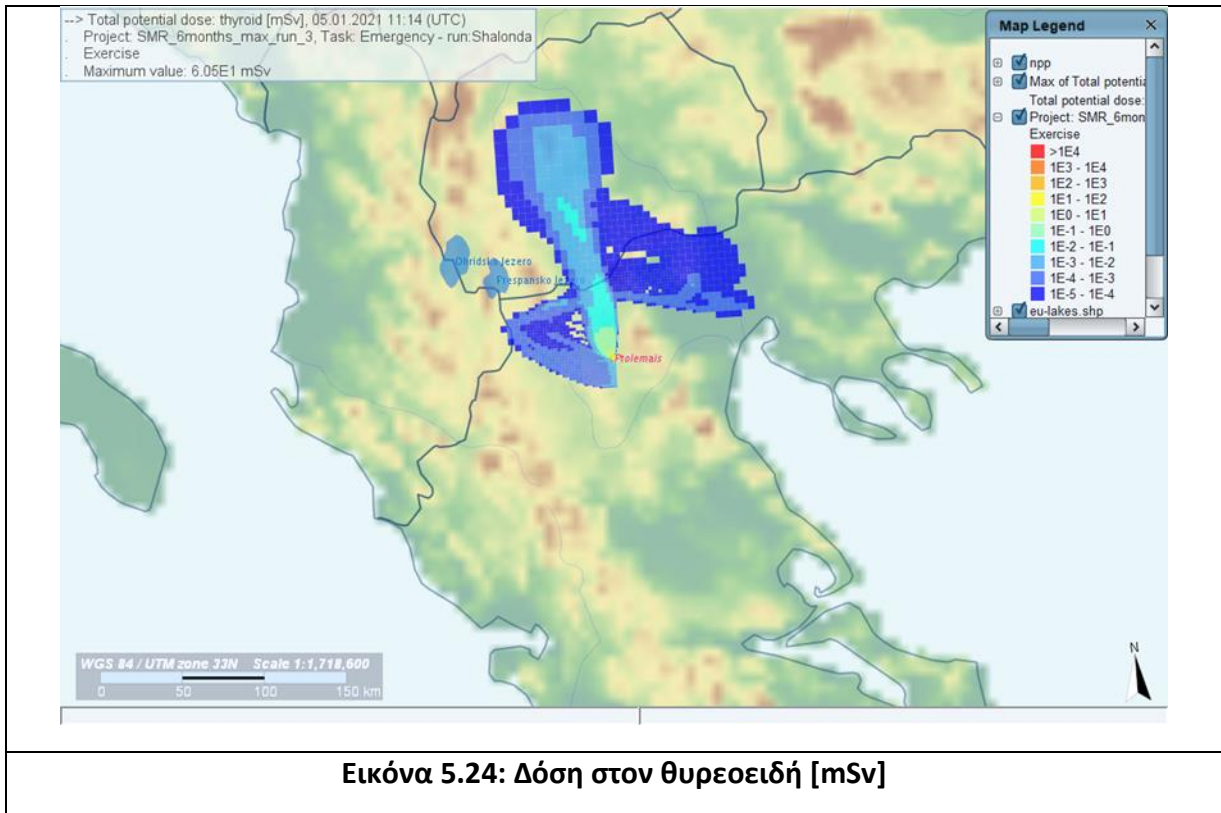 --> Total potential dose: thyroid [mSv], 05.01.2021 11:14 (UTC)
. Project: SMR_6months_max_run_3, Task: Emergency - run:Shalonda
. Exercise
. Maximum value: 6.05E1 mSv
Map Legend
npp
Max of Total potentia
Total potential dose:
Project: SMR_6mon
Exercise
>1E4
1E3 - 1E4
1E2 - 1E3
1E1 - 1E2
1E0 - 1E1
1E-1 - 1E0
1E-2 - 1E-1
1E-3 - 1E-2
1E-4 - 1E-3
1E-5 - 1E-4
eu-lakes.shp
Ohridsko Jezero
Prespansko Jezero
Ptolemais
WGS 84 / UTM zone 33N Scale 1:1,718,600
0 50 100 150 km
N
Εικόνα 5.24: Δόση στον θυρεοειδή [mSv]